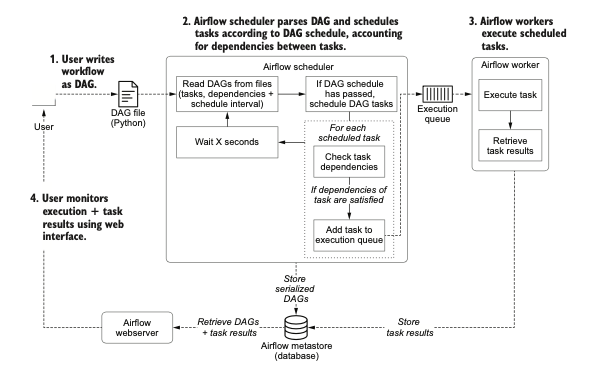 2. Airflow scheduler parses DAG and schedules
tasks according to DAG schedule, accounting
for dependencies between tasks.
3. Airflow workers
execute scheduled
tasks.
1. User writes
workflow
as DAG.
Airflow scheduler
Airflow worker
Read DAGs from files
(tasks, dependencies +
schedule interval)
If DAG schedule
has passed,
schedule DAG tasks
Execute task
DAG file
(Python)
Execution
queue
User
For each
scheduled task
Wait X seconds
Retrieve
task results
Check task
dependencies
If dependencies of
task are satisfied
4. User monitors
execution + task
results using web
interface.
Add task to
execution queue
Store
serialized
DAGs
Airflow
webserver
Retrieve DAGs
+ task results
Store
task results
Airflow metastore
(database)